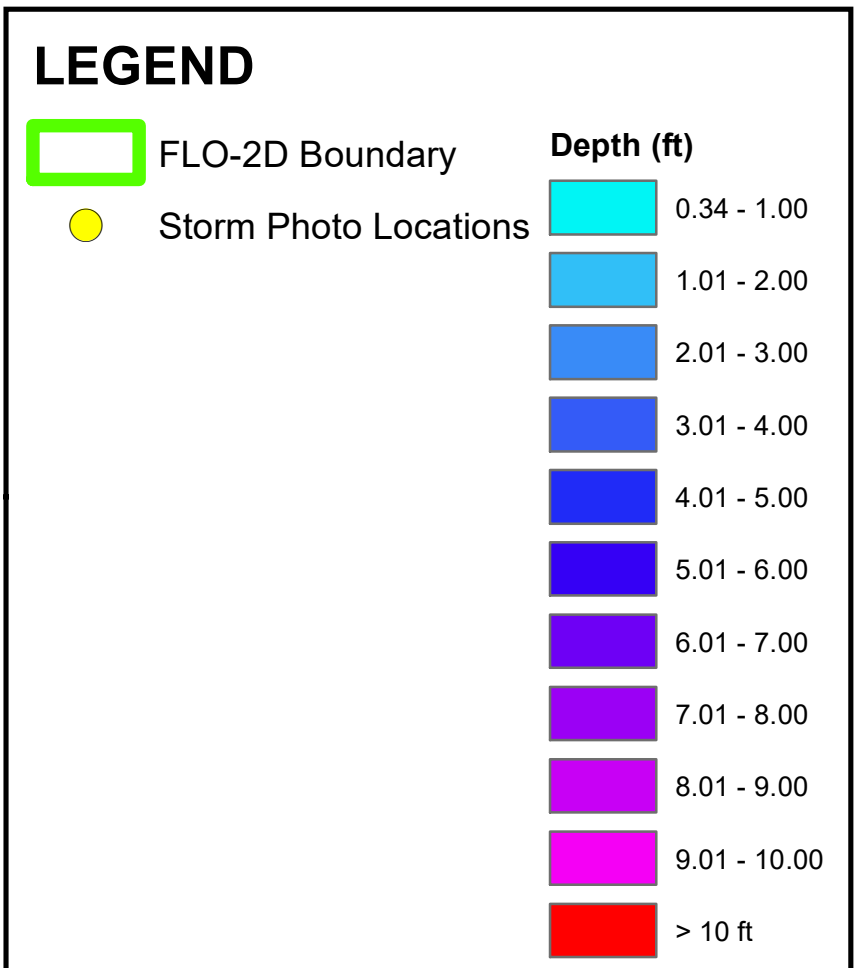 LEGEND
FLO-2D Boundary
Storm Photo Locations
Depth (ft)
0.34 - 1.00
1.01 - 2.00
2.01 - 3.00
3.01 - 4.00
4.01 - 5.00
5.01 - 6.00
6.01 - 7.00
7.01 - 8.00
8.01 - 9.00
9.01 - 10.00
> 10 ft